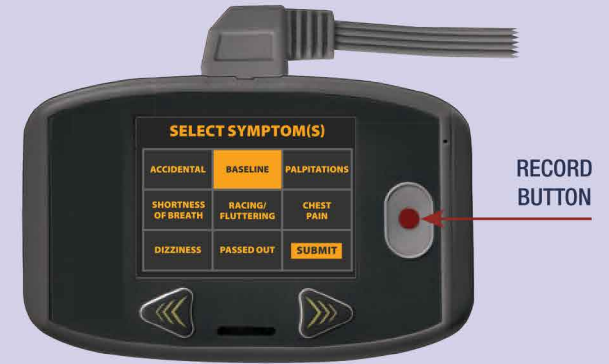 SELECT SYMPTOM(S)
ACCIDENTAL
BASELINE
PALPITATIONS
SHORTNESS
OF BREATH
RACING/
FLUTTERING
CHEST
PAIN
DIZZINESS
PASSED OUT
SUBMIT
RECORD
BUTTON